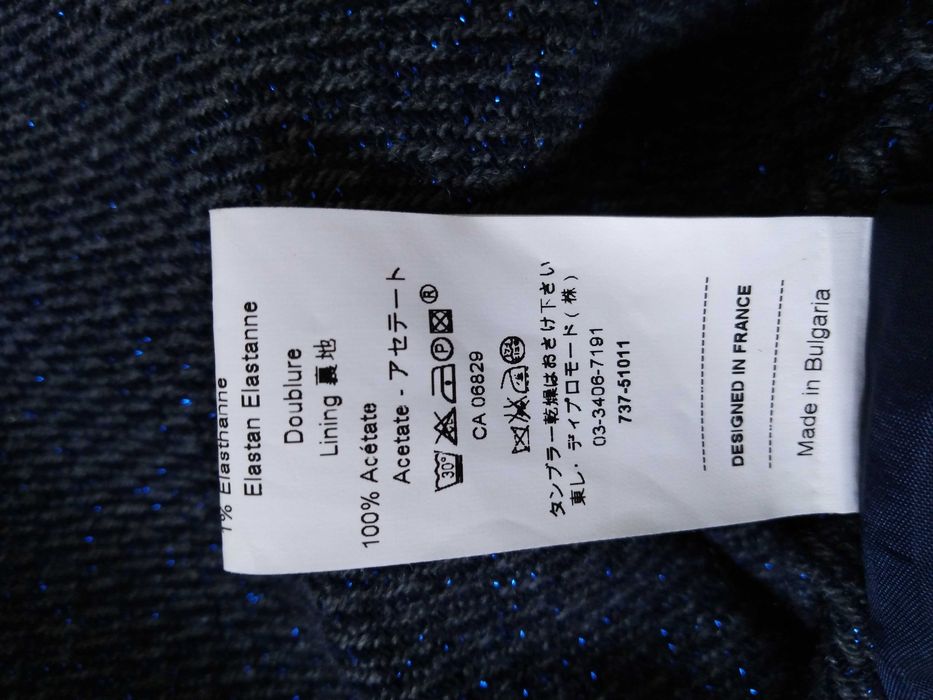 1% Elasthanne
Elastan Elastanne
Doublure
Lining 裏地
100% Acétate
Acetate - アセテート
30° P ®
CA 06829
タンブラー乾燥はおさけ下さい
東レ・ディプロモード(株)
03-3406-7191
737-51011
DESIGNED IN FRANCE
Made in Bulgaria